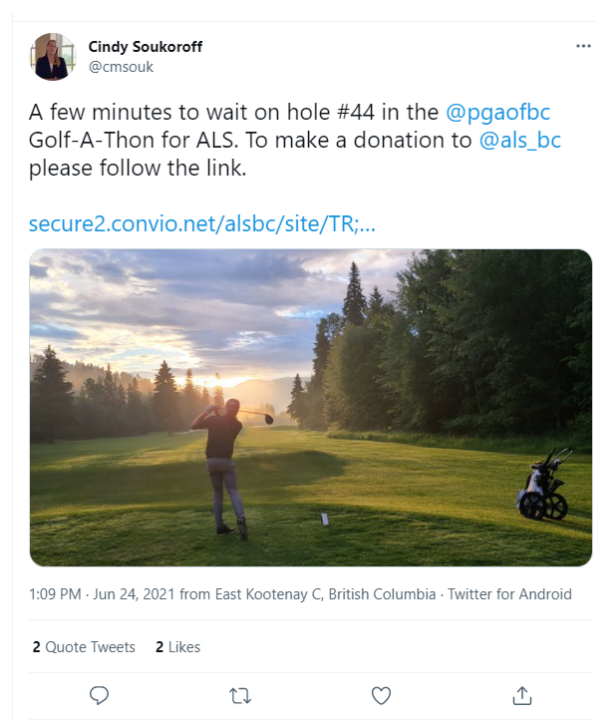 Cindy Soukoroff
@cmsouk
A few minutes to wait on hole #44 in the @pgaofbc
Golf-A-Thon for ALS. To make a donation to @als_bc
please follow the link.
secure2.convio.net/alsbc/site/TR;...
1:09 PM · Jun 24, 2021 from East Kootenay C, British Columbia · Twitter for Android
2 Quote Tweets 2 Likes